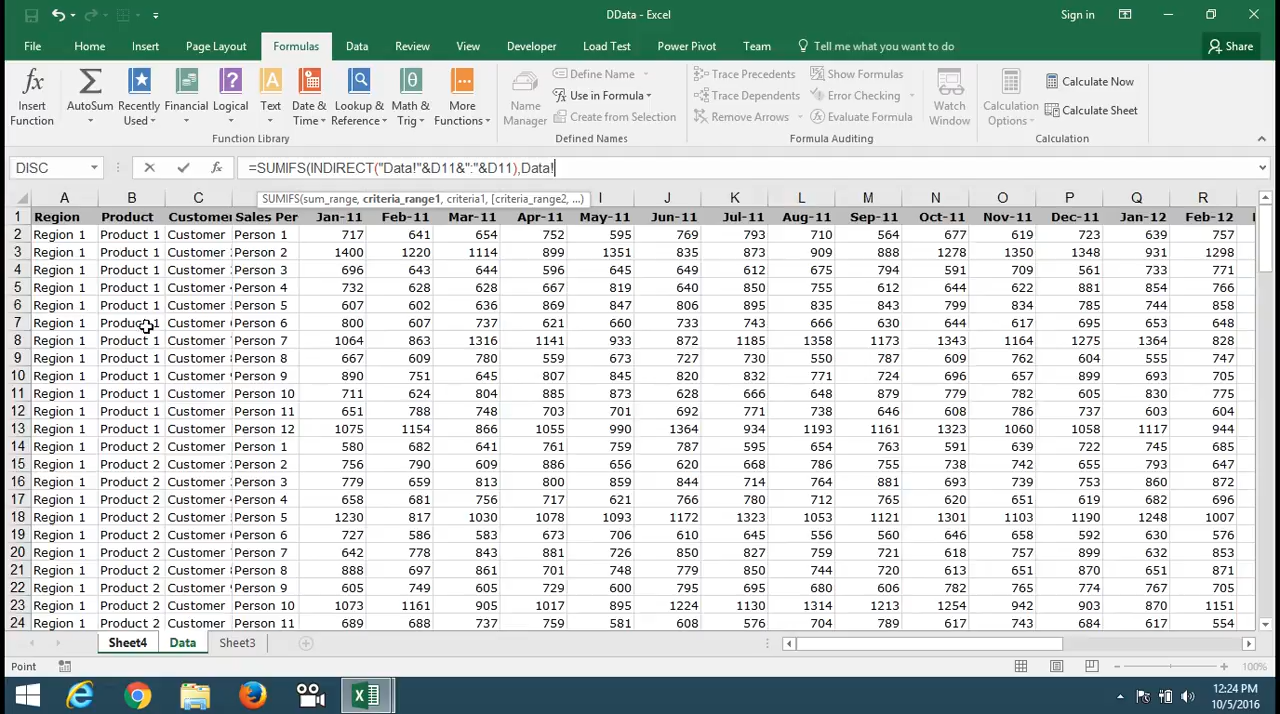 DData - Excel
Sign in
File Home Insert Page Layout Formulas Data Review View Developer Load Test Power Pivot Team Tell me what you want to do Share
Insert Function
AutoSum
Recently Used
Financial
Logical
Text
Date & Time
Lookup & Reference
Math & Trig
More Functions
Function Library
Name Manager
Define Name
Use in Formula
Create from Selection
Defined Names
Trace Precedents
Trace Dependents
Remove Arrows
Show Formulas
Error Checking
Evaluate Formula
Formula Auditing
Watch Window
Calculation Options
Calculate Now
Calculate Sheet
Calculation
DISC fx =SUMIFS(INDIRECT("Data!"&D11&":"&D11),Data!
SUMIFS(sum_range, criteria_range1, criteria1, [criteria_range2, ...)
A B C I J K L M N O P Q R
1 Region Product Customer Sales Per Jan-11 Feb-11 Mar-11 Apr-11 May-11 Jun-11 Jul-11 Aug-11 Sep-11 Oct-11 Nov-11 Dec-11 Jan-12 Feb-12
2 Region 1 Product 1 Customer Person 1 717 641 654 752 595 769 793 710 564 677 619 723 639 757
3 Region 1 Product 1 Customer Person 2 1400 1220 1114 899 1351 835 873 909 888 1278 1350 1348 931 1298
4 Region 1 Product 1 Customer Person 3 696 643 644 596 645 649 612 675 794 591 709 561 733 771
5 Region 1 Product 1 Customer Person 4 732 628 628 667 819 640 850 755 612 644 622 881 854 766
6 Region 1 Product 1 Customer Person 5 607 602 636 869 847 806 895 835 843 799 834 785 744 858
7 Region 1 Product 1 Customer Person 6 800 607 737 621 660 733 743 666 630 644 617 695 653 648
8 Region 1 Product 1 Customer Person 7 1064 863 1316 1141 933 872 1185 1358 1173 1343 1164 1275 1364 828
9 Region 1 Product 1 Customer Person 8 667 609 780 559 673 727 730 550 787 609 762 604 555 747
10 Region 1 Product 1 Customer Person 9 890 751 645 807 845 820 832 771 724 696 657 899 693 705
11 Region 1 Product 1 Customer Person 10 711 624 804 885 873 628 666 648 879 779 782 605 830 775
12 Region 1 Product 1 Customer Person 11 651 788 748 703 701 692 771 738 646 608 786 737 603 604
13 Region 1 Product 1 Customer Person 12 1075 1154 866 1055 990 1364 934 1193 1161 1323 1060 1058 1117 944
14 Region 1 Product 2 Customer Person 1 580 682 641 761 759 787 595 654 763 591 639 722 745 685
15 Region 1 Product 2 Customer Person 2 756 790 609 886 656 620 668 786 755 738 742 655 793 647
16 Region 1 Product 2 Customer Person 3 779 659 813 800 859 844 714 764 881 693 739 753 860 872
17 Region 1 Product 2 Customer Person 4 658 681 756 717 621 766 780 712 765 620 651 619 682 696
18 Region 1 Product 2 Customer Person 5 1230 817 1030 1078 1093 1172 1323 1053 1121 1301 1103 1190 1248 1007
19 Region 1 Product 2 Customer Person 6 727 586 583 673 706 610 645 556 560 646 658 592 630 576
20 Region 1 Product 2 Customer Person 7 642 778 843 881 726 850 827 759 721 618 757 899 632 853
21 Region 1 Product 2 Customer Person 8 888 697 861 701 748 779 850 744 720 613 751 870 651 871
22 Region 1 Product 2 Customer Person 9 605 749 605 729 600 795 695 680 606 782 765 774 767 705
23 Region 1 Product 2 Customer Person 10 1073 1161 905 1017 895 1224 1130 1314 1213 1254 942 903 870 1151
24 Region 1 Product 2 Customer Person 11 689 688 737 759 581 608 576 704 789 617 743 684 617 554
Sheet4 Data Sheet3
Point 100%
12:24 PM
10/5/2016